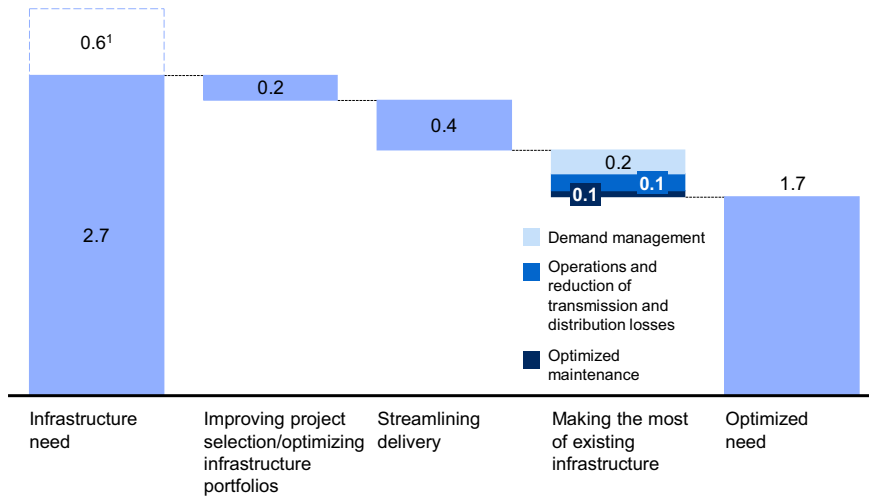 0.6¹
2.7
0.2
0.4
0.2
0.1
0.1
1.7
Demand management
Operations and
reduction of
transmission and
distribution losses
Optimized
maintenance
Infrastructure
need
Improving project
selection/optimizing
infrastructure
portfolios
Streamlining
delivery
Making the most
of existing
infrastructure
Optimized
need